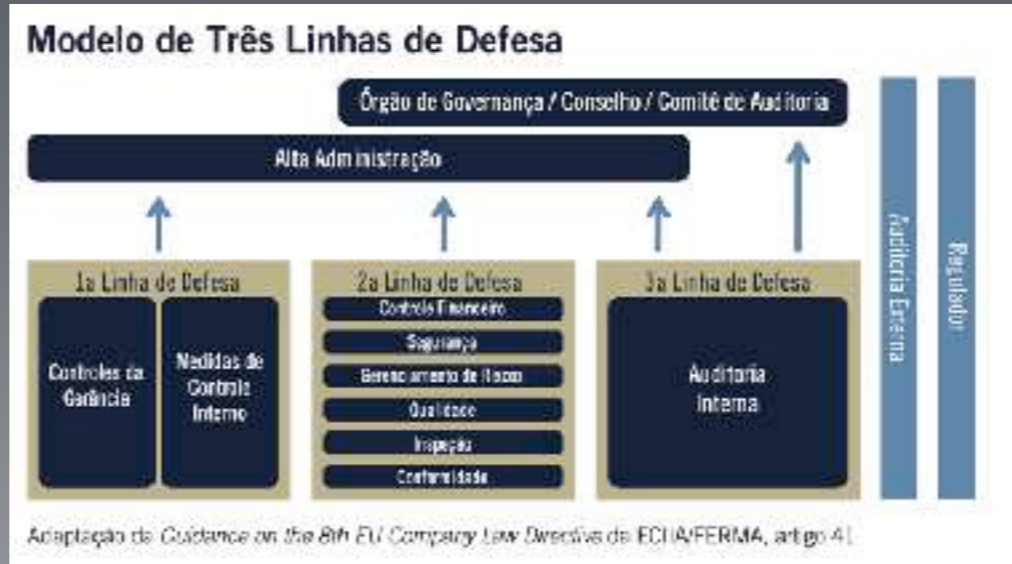 Modelo de Três Linhas de Defesa
Órgão de Governança / Conselho / Comitê de Auditoria
Alta Administração
1a Linha de Defesa
Controles da
Gerência
Medidas de
Controle
Interno
2a Linha de Defesa
Controle Financeiro
Segurança
Gerenciamento de Risco
Qualidade
Inspeção
Conformidade
3a Linha de Defesa
Auditoria
Interna
Auditoria Externa
Regulador
Adaptação da Guidance on the 8th EU Company Law Directive da ECIIA/FERMA, artigo 41